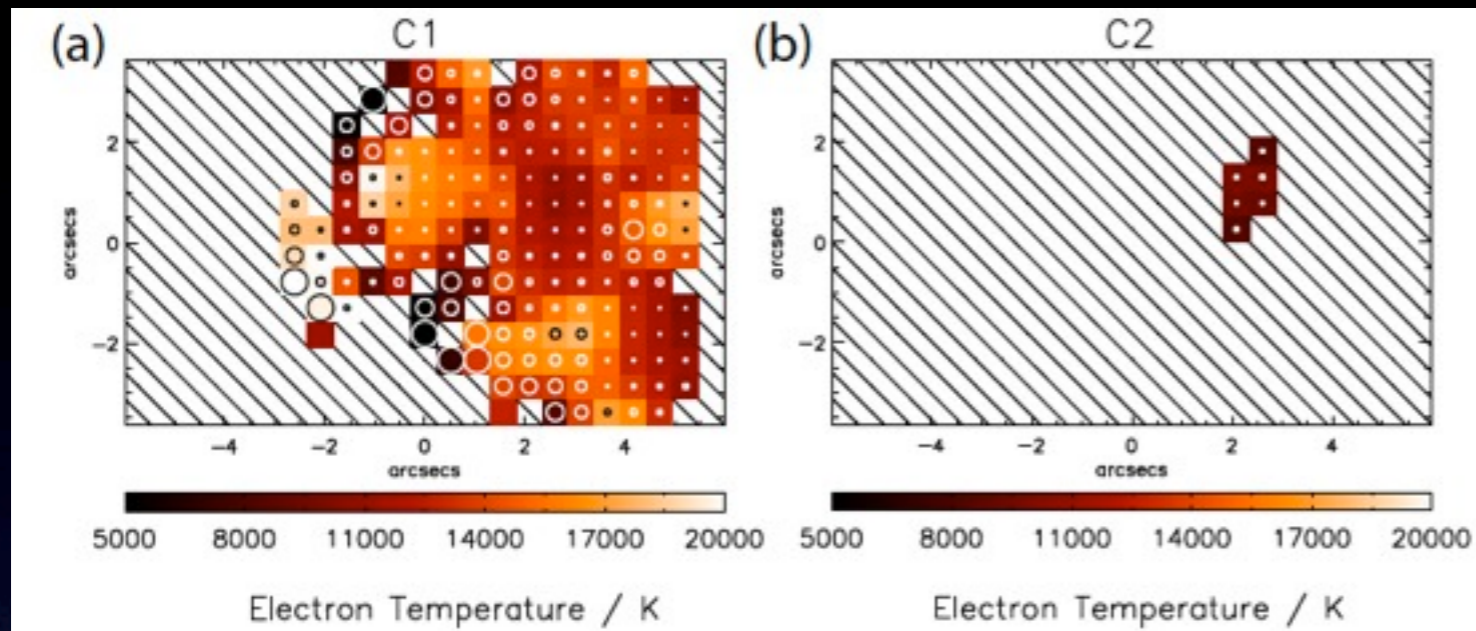 (a) C1 (b) C2
2 2
0 0
−2 −2
arcsecs arcsecs
−4 −2 0 2 4 −4 −2 0 2 4
arcsecs arcsecs
5000 8000 11000 14000 17000 20000 5000 8000 11000 14000 17000 20000
Electron Temperature / K Electron Temperature / K